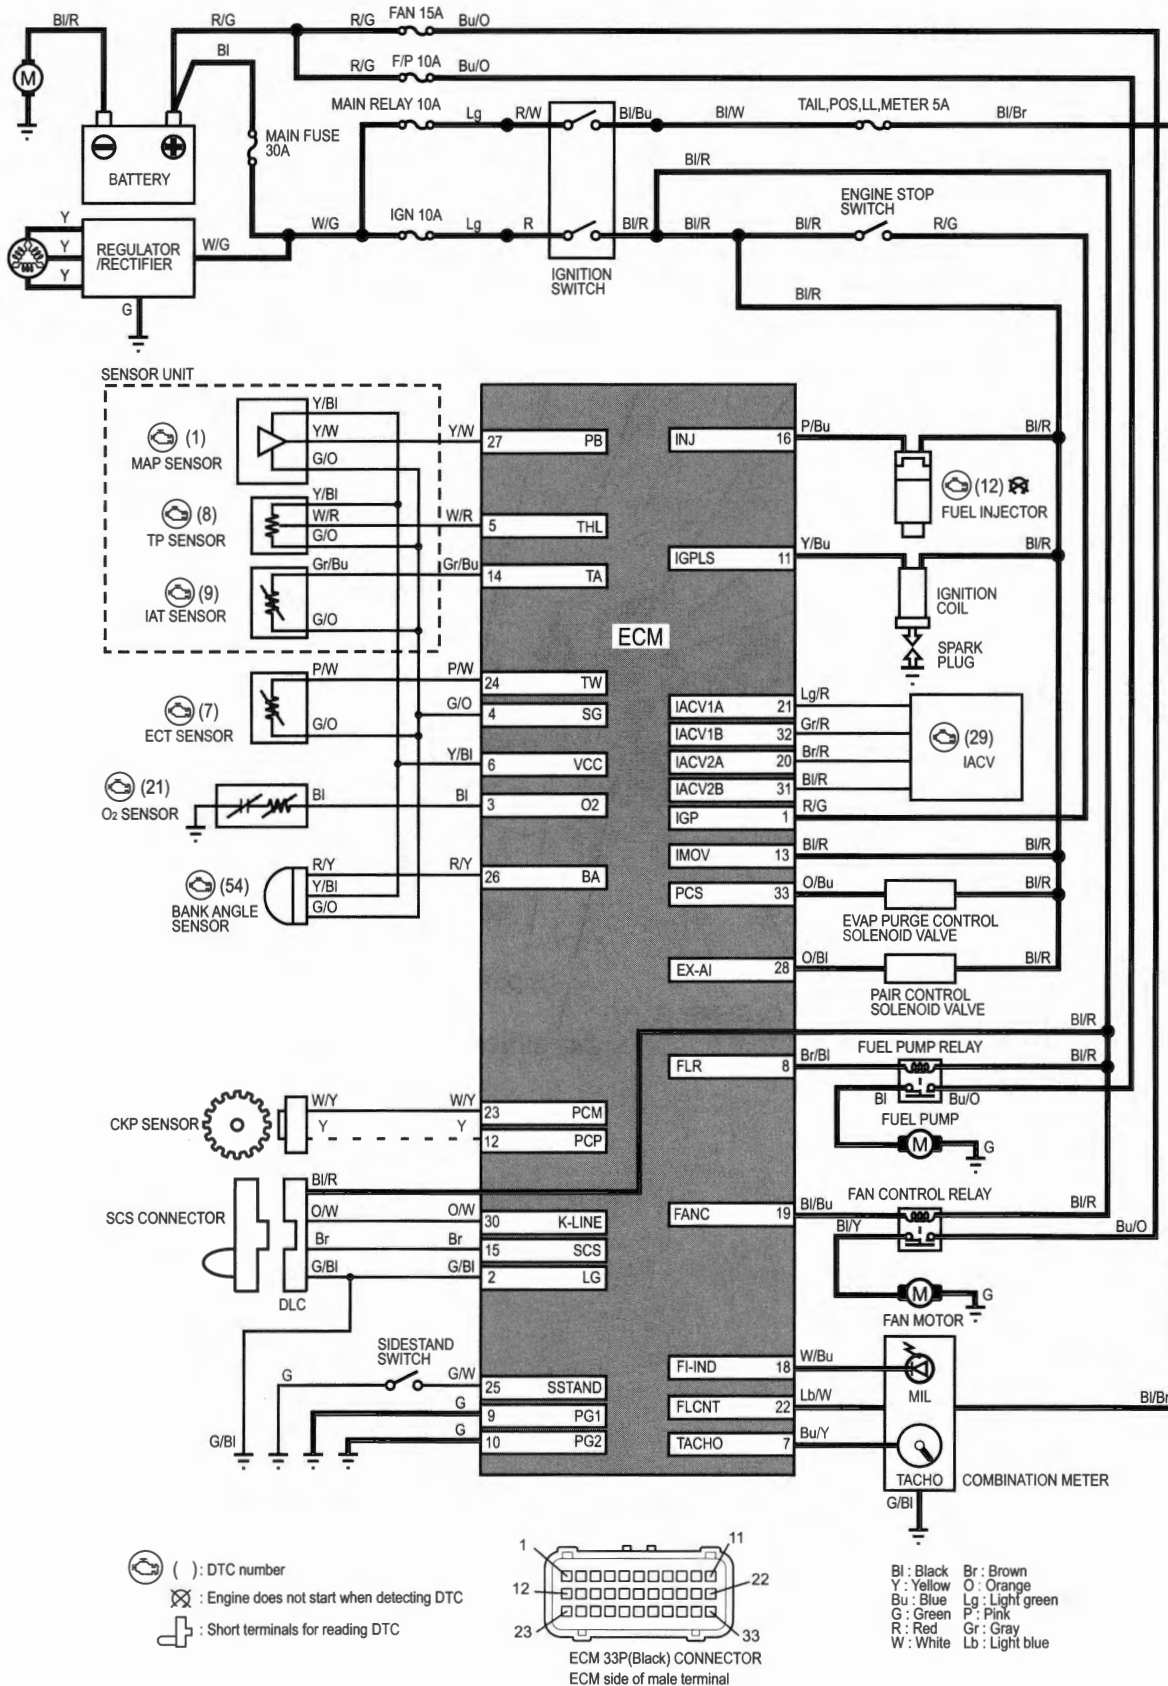 Bl/R R/G R/G FAN 15A Bu/O
Bl R/G F/P 10A Bu/O
M
MAIN RELAY 10A Lg R/W Bl/Bu Bl/W TAIL,POS,LL,METER 5A Bl/Br
MAIN FUSE
30A
BATTERY
Bl/R
ENGINE STOP
SWITCH
Y W/G IGN 10A Lg R Bl/R Bl/R Bl/R R/G
REGULATOR
/RECTIFIER
Y W/G
Y
IGNITION
SWITCH
G
Bl/R
SENSOR UNIT
Y/Bl
(1) Y/W Y/W 27 PB
MAP SENSOR
G/O
Y/Bl
(8) W/R W/R 5 THL
TP SENSOR
G/O
Gr/Bu Gr/Bu 14 TA
(9)
IAT SENSOR
G/O
ECM
P/W P/W 24 TW
(7)
ECT SENSOR
G/O G/O 4 SG
Y/Bl 6 VCC
(21)
O2 SENSOR
Bl Bl 3 O2
R/Y R/Y 26 BA
(54)
BANK ANGLE
SENSOR
Y/Bl
G/O
INJ 16 P/Bu Bl/R
(12)
FUEL INJECTOR
IGPLS 11 Y/Bu Bl/R
IGNITION
COIL
SPARK
PLUG
IACV1A 21 Lg/R
IACV1B 32 Gr/R
IACV2A 20 Br/R
IACV2B 31 Bl/R
(29)
IACV
IGP 1 R/G
IMOV 13 Bl/R Bl/R
PCS 33 O/Bu Bl/R
EVAP PURGE CONTROL
SOLENOID VALVE
EX-AI 28 O/Bl Bl/R
PAIR CONTROL
SOLENOID VALVE
Bl/R
FUEL PUMP RELAY
FLR 8 Br/Bl Bl/R
Bl Bu/O
FUEL PUMP
M G
CKP SENSOR
W/Y W/Y 23 PCM
Y Y 12 PCP
SCS CONNECTOR
Bl/R
O/W O/W 30 K-LINE
Br Br 15 SCS
G/Bl G/Bl 2 LG
DLC
FAN CONTROL RELAY
FANC 19 Bl/Bu Bl/R
Bl/Y Bu/O
M G
FAN MOTOR
SIDESTAND
SWITCH
G G/W 25 SSTAND
G 9 PG1
G 10 PG2
G/Bl
FI-IND 18 W/Bu
MIL
FLCNT 22 Lb/W Bl/Br
TACHO 7 Bu/Y
TACHO
COMBINATION METER
G/Bl
( ) : DTC number
: Engine does not start when detecting DTC
: Short terminals for reading DTC
1 11
12 22
23 33
ECM 33P(Black) CONNECTOR
ECM side of male terminal
Bl : Black Br : Brown
Y : Yellow O : Orange
Bu : Blue Lg : Light green
G : Green P : Pink
R : Red Gr : Gray
W : White Lb : Light blue